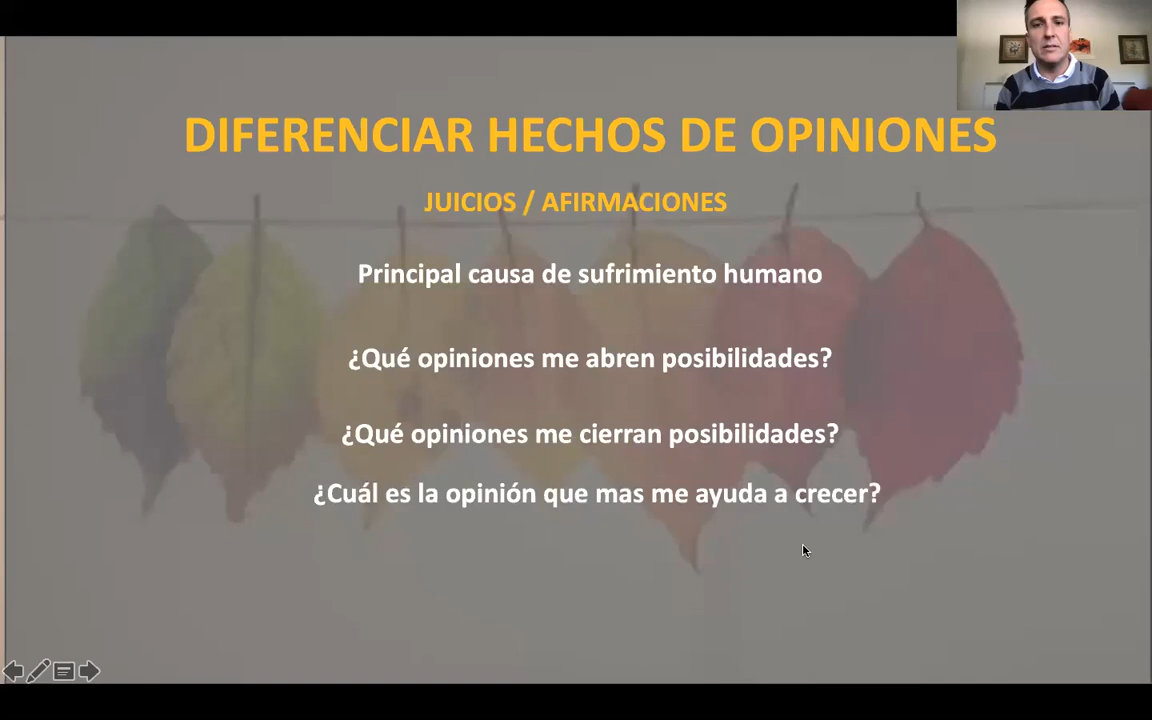 DIFERENCIAR HECHOS DE OPINIONES
JUICIOS / AFIRMACIONES
Principal causa de sufrimiento humano
¿Qué opiniones me abren posibilidades?
¿Qué opiniones me cierran posibilidades?
¿Cuál es la opinión que mas me ayuda a crecer?